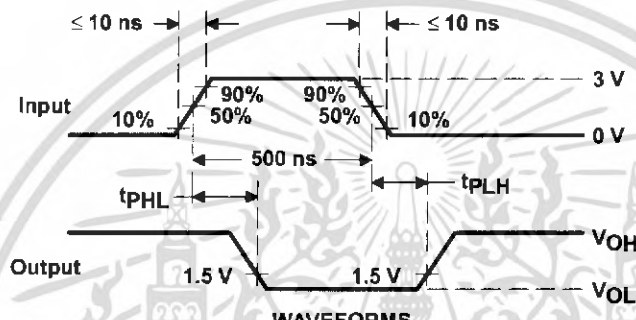 ≤ 10 ns ≤ 10 ns
3 V
90% 90%
Input 10% 50% 50% 10%
0 V
500 ns
tPHL tPLH
VOH
Output 1.5 V 1.5 V
VOL
WAVEFORMS